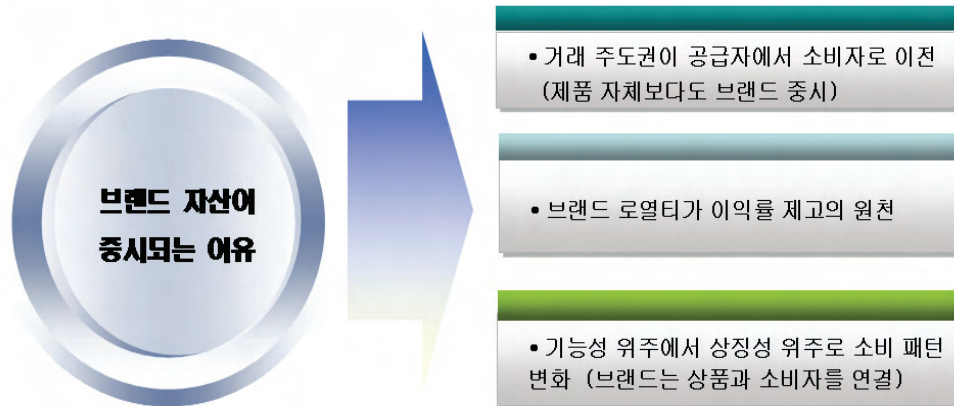 브랜드 자산이
중시되는 이유
• 거래 주도권이 공급자에서 소비자로 이전
(제품 자체보다도 브랜드 중시)
• 브랜드 로열티가 이익률 제고의 원천
• 기능성 위주에서 상징성 위주로 소비 패턴
변화 (브랜드는 상품과 소비자를 연결)